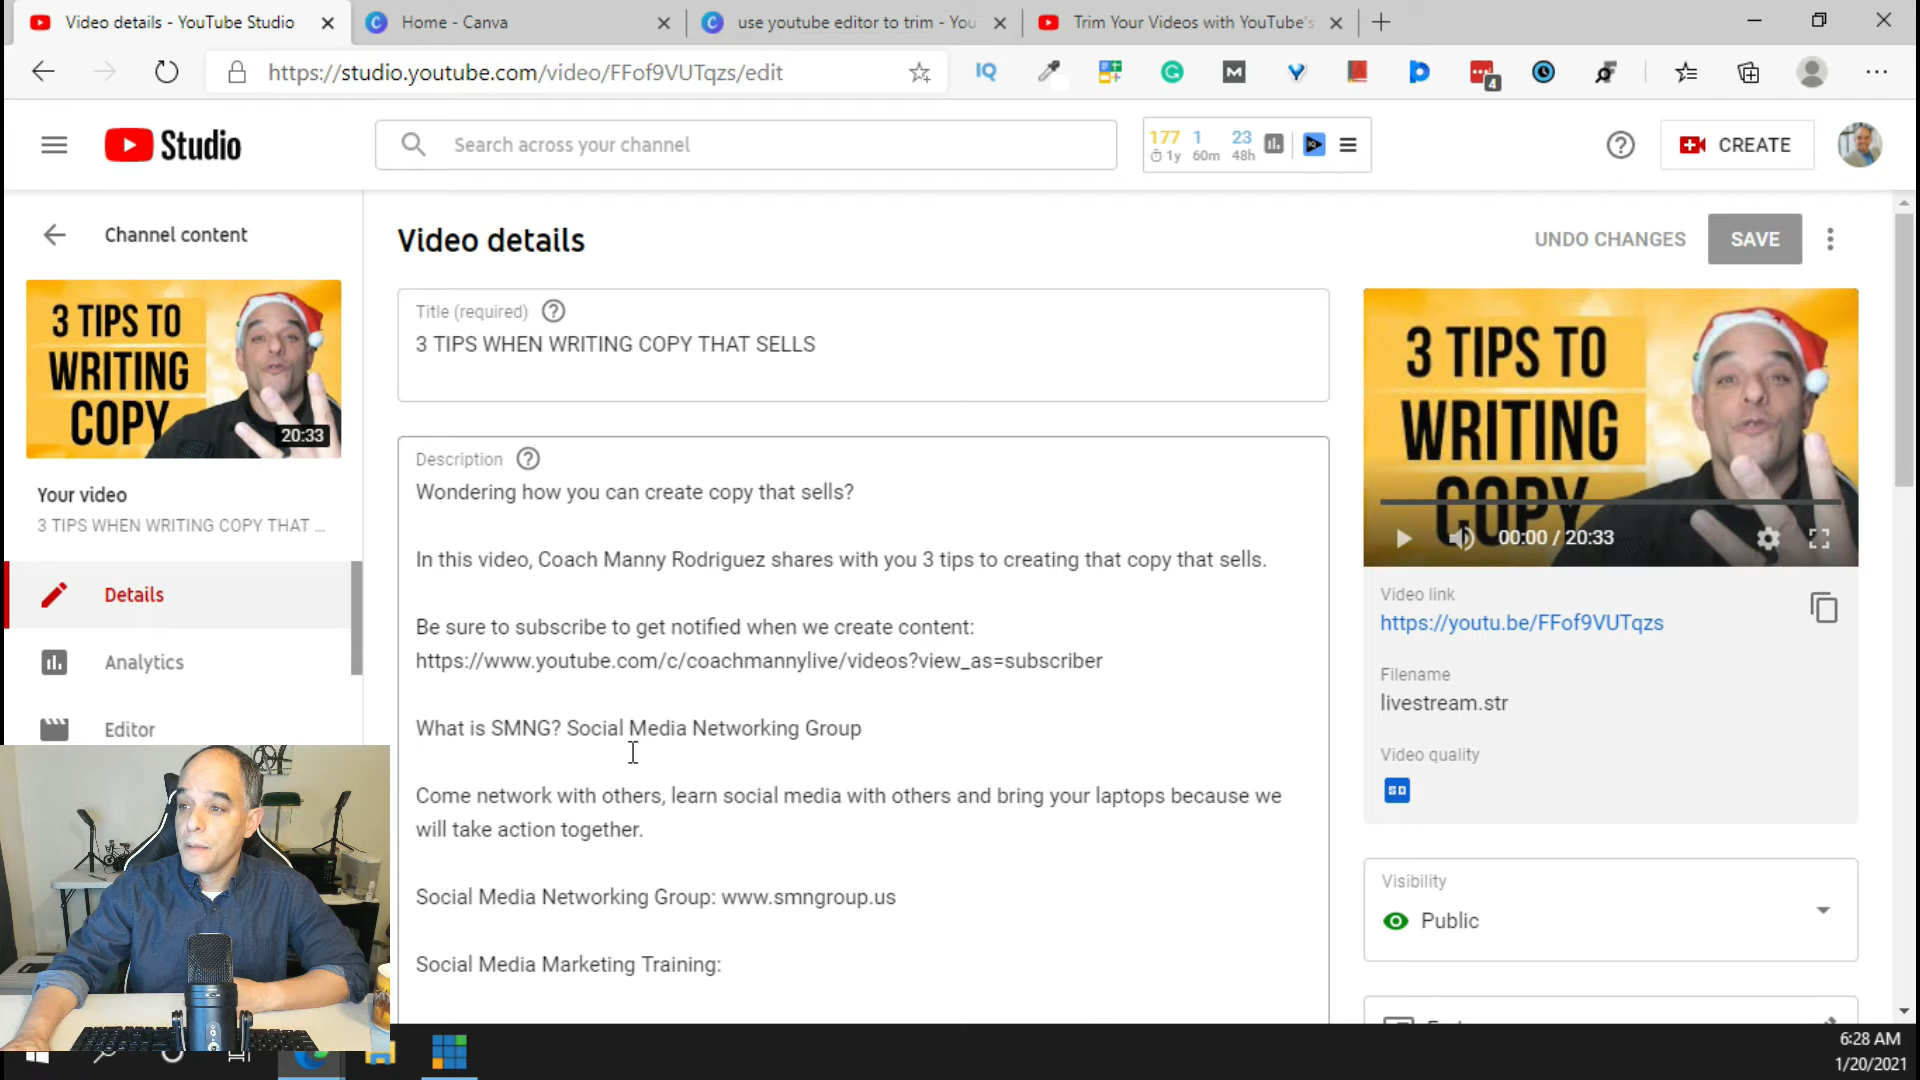 Video details - YouTube Studio
Home - Canva
use youtube editor to trim - You
Trim Your Videos with YouTube's
https://studio.youtube.com/video/FFof9VUTqzs/edit
IQ
M
4
Studio
Search across your channel
177 1 23
1y 60m 48h
CREATE
Channel content
Video details
UNDO CHANGES
SAVE
3 TIPS TO
WRITING
COPY
20:33
Title (required)
3 TIPS WHEN WRITING COPY THAT SELLS
3 TIPS TO
WRITING
COPY
00:00 / 20:33
Description
Wondering how you can create copy that sells?
In this video, Coach Manny Rodriguez shares with you 3 tips to creating that copy that sells.
Be sure to subscribe to get notified when we create content:
https://www.youtube.com/c/coachmannylive/videos?view_as=subscriber
What is SMNG? Social Media Networking Group
Come network with others, learn social media with others and bring your laptops because we
will take action together.
Social Media Networking Group: www.smngroup.us
Social Media Marketing Training:
Your video
3 TIPS WHEN WRITING COPY THAT ...
Details
Analytics
Editor
Video link
https://youtu.be/FFof9VUTqzs
Filename
livestream.str
Video quality
SD
Visibility
Public
6:28 AM
1/20/2021